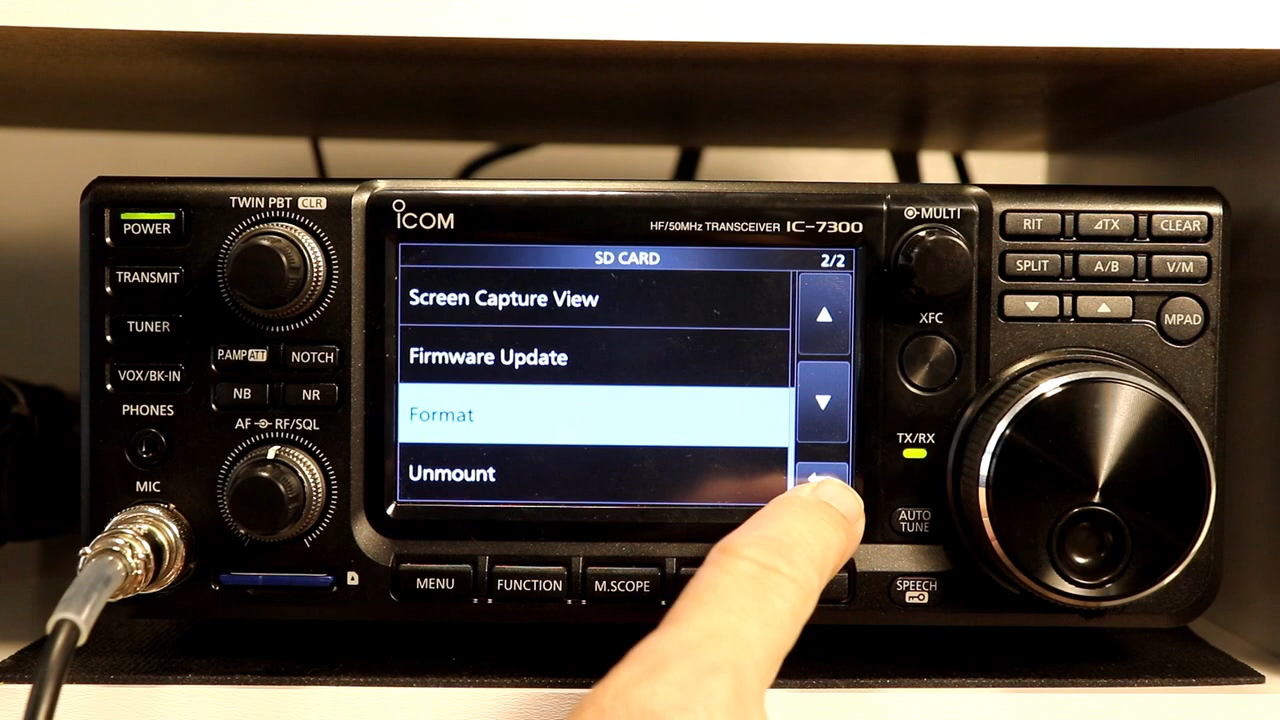 POWER
TRANSMIT
TUNER
VOX/BK-IN
PHONES
MIC
TWIN PBT CLR
P.AMP ATT
NOTCH
NB
NR
AF RF/SQL
ICOM
HF/50MHz TRANSCEIVER IC-7300
SD CARD 2/2
Screen Capture View
Firmware Update
Format
Unmount
MENU
FUNCTION
M.SCOPE
MULTI
XFC
TX/RX
AUTO
TUNE
SPEECH
RIT
ΔTX
CLEAR
SPLIT
A/B
V/M
MPAD